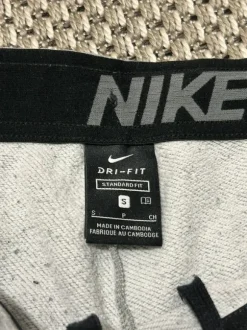 NIKE
DRI-FIT
STANDARD FIT
S
S P CH
MADE IN CAMBODIA
FABRIQUE AU CAMBODGE